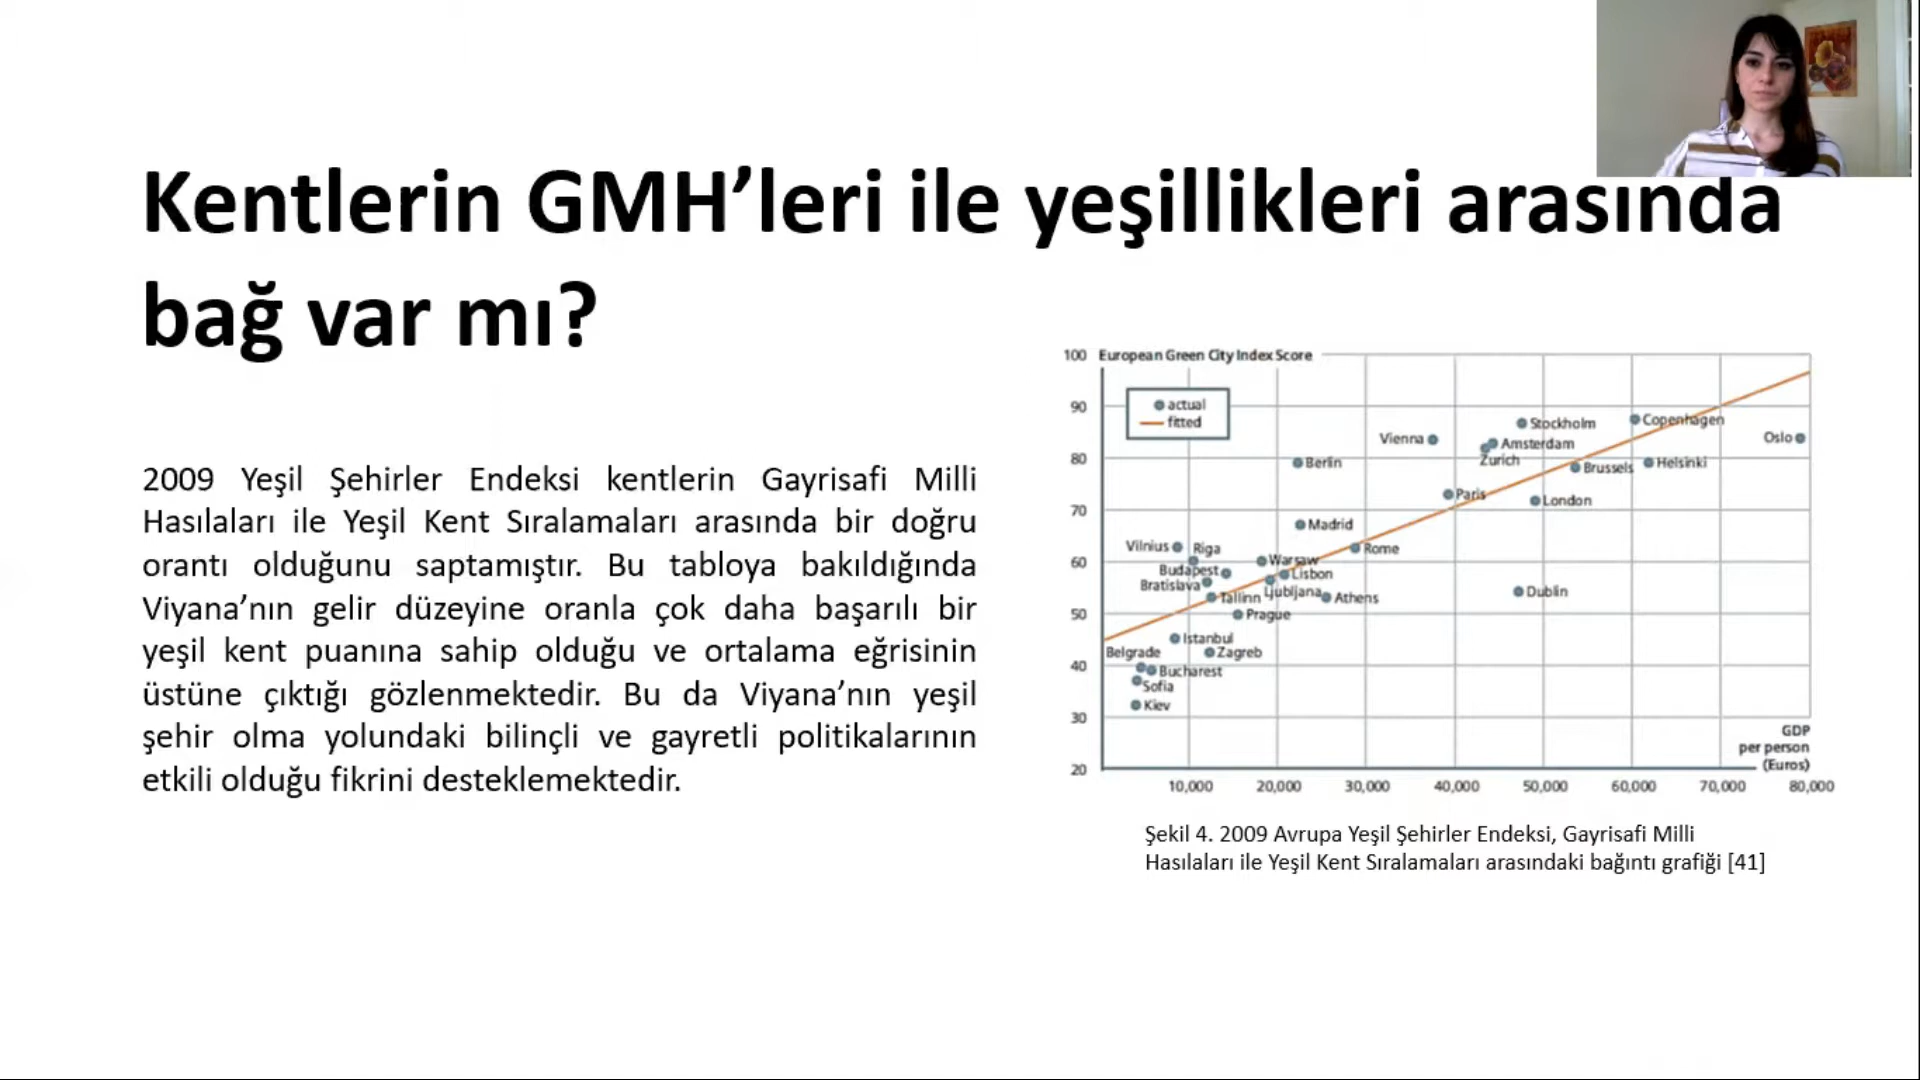 Kentlerin GMH’leri ile yeşillikleri arasında
bağ var mı?
2009 Yeşil Şehirler Endeksi kentlerin Gayrisafi Milli
Hasılaları ile Yeşil Kent Sıralamaları arasında bir doğru
orantı olduğunu saptamıştır. Bu tabloya bakıldığında
Viyana’nın gelir düzeyine oranla çok daha başarılı bir
yeşil kent puanına sahip olduğu ve ortalama eğrisinin
üstüne çıktığı gözlenmektedir. Bu da Viyana’nın yeşil
şehir olma yolundaki bilinçli ve gayretli politikalarının
etkili olduğu fikrini desteklemektedir.
100 European Green City Index Score
actual
fitted
90
80
70
60
50
40
30
20
Stockholm
Copenhagen
Vienna
Amsterdam
Oslo
Zurich
Berlin
Brussels
Helsinki
Paris
London
Madrid
Vilnius
Riga
Rome
Warsaw
Budapest
Lisbon
Bratislava
Ljubljana
Tallinn
Athens
Dublin
Prague
Istanbul
Belgrade
Zagreb
Bucharest
Sofia
Kiev
GDP
per person
(Euros)
10,000 20,000 30,000 40,000 50,000 60,000 70,000 80,000
Şekil 4. 2009 Avrupa Yeşil Şehirler Endeksi, Gayrisafi Milli
Hasılaları ile Yeşil Kent Sıralamaları arasındaki bağıntı grafiği [41]